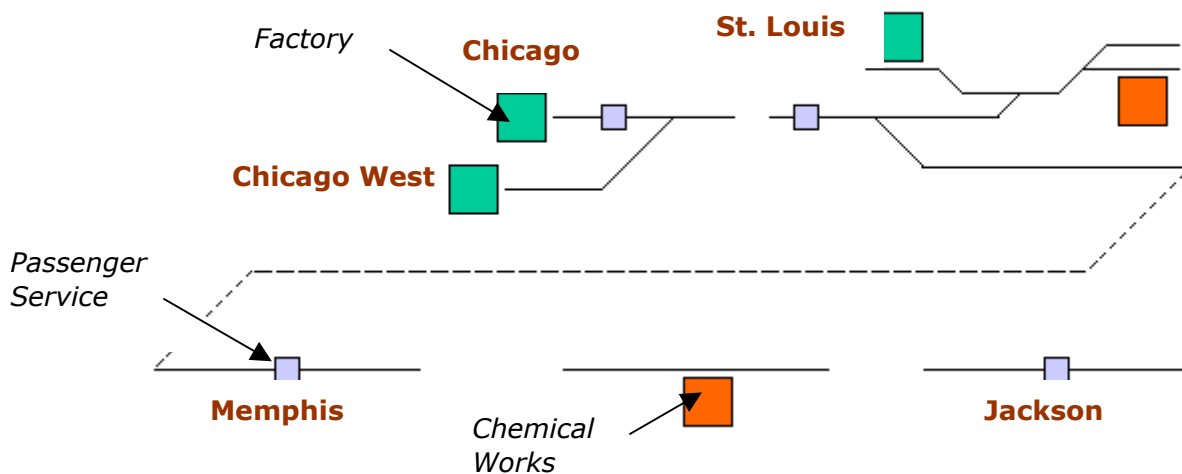 Factory
Chicago
St. Louis
Chicago West
Passenger
Service
Memphis
Chemical
Works
Jackson